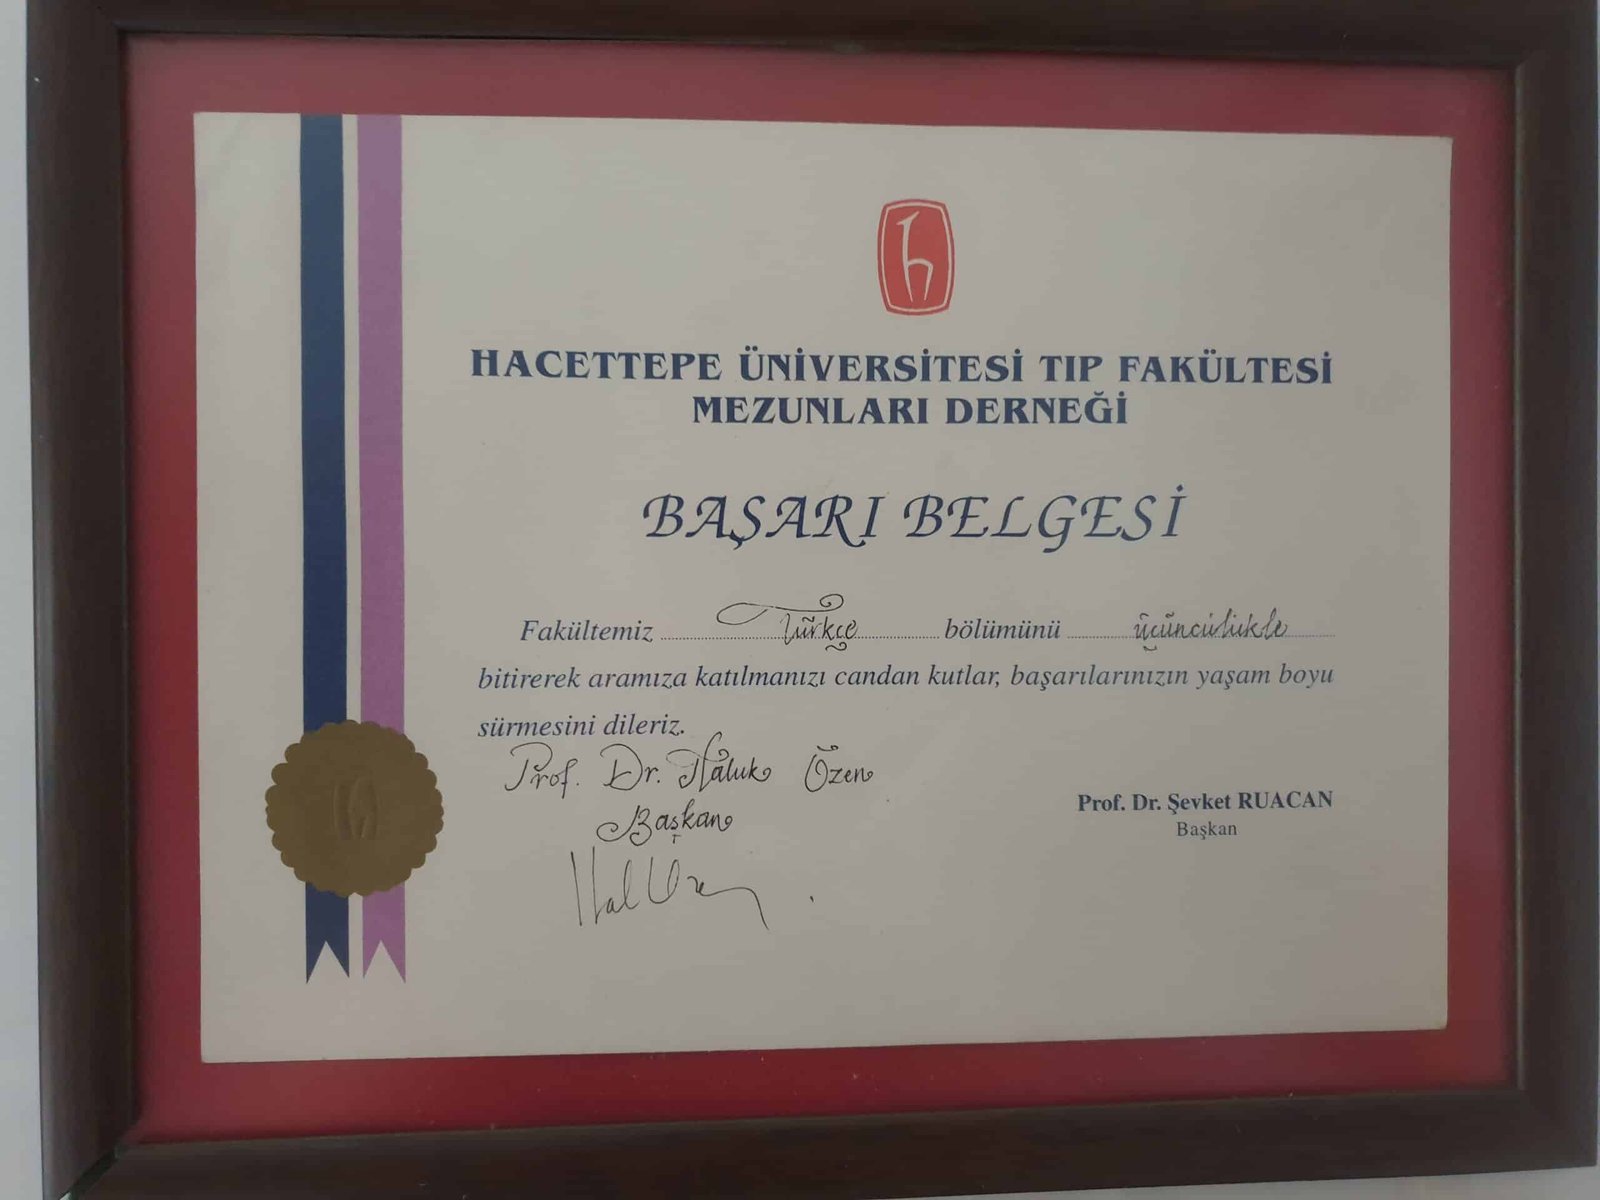 h
HACETTEPE ÜNİVERSİTESİ TIP FAKÜLTESİ
MEZUNLARI DERNEĞİ
BAŞARI BELGESİ
Fakültemiz Türkçe bölümünü üçüncülükle
bitirerek aramıza katılmanızı candan kutlar, başarılarınızın yaşam boyu
sürmesini dileriz.
Prof. Dr. Haluk Özen
Başkan
Prof. Dr. Şevket RUACAN
Başkan